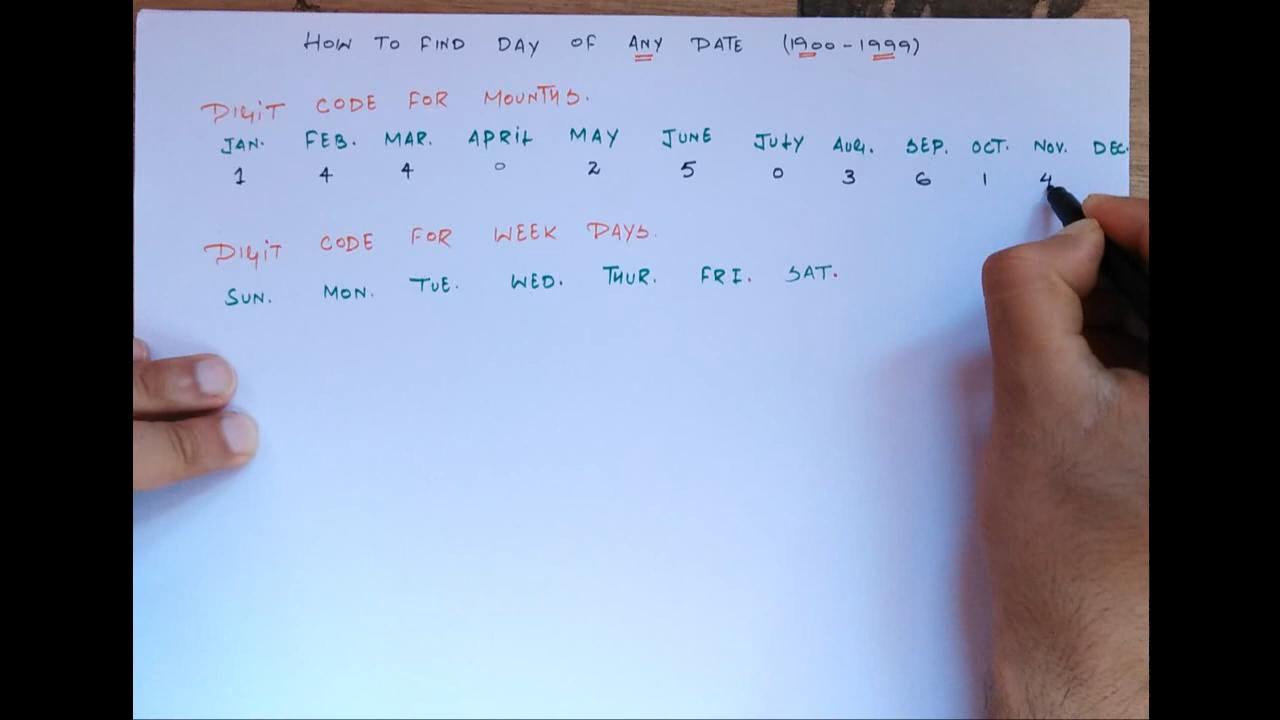 HOW TO FIND DAY OF ANY DATE (1900-1999)
DIGIT CODE FOR MOUNTHS.
JAN. FEB. MAR. APRIL MAY JUNE JULY AUG. SEP. OCT. NOV. DEC.
1 4 4 0 2 5 0 3 6 1 4
DIGIT CODE FOR WEEK DAYS.
SUN. MON. TUE. WED. THUR. FRI. SAT.